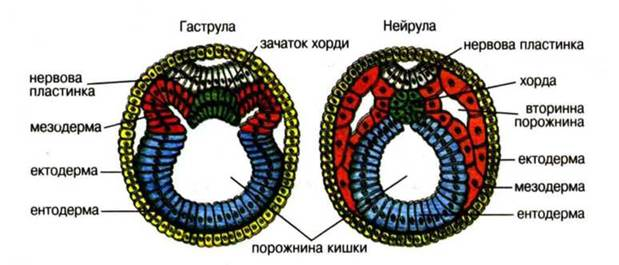 Гаструла
зачаток хорди
нервова
пластинка
мезодерма
ектодерма
ентодерма
Нейрула
нервова пластинка
хорда
вторинна
порожнина
ектодерма
мезодерма
ентодерма
порожнина кишки